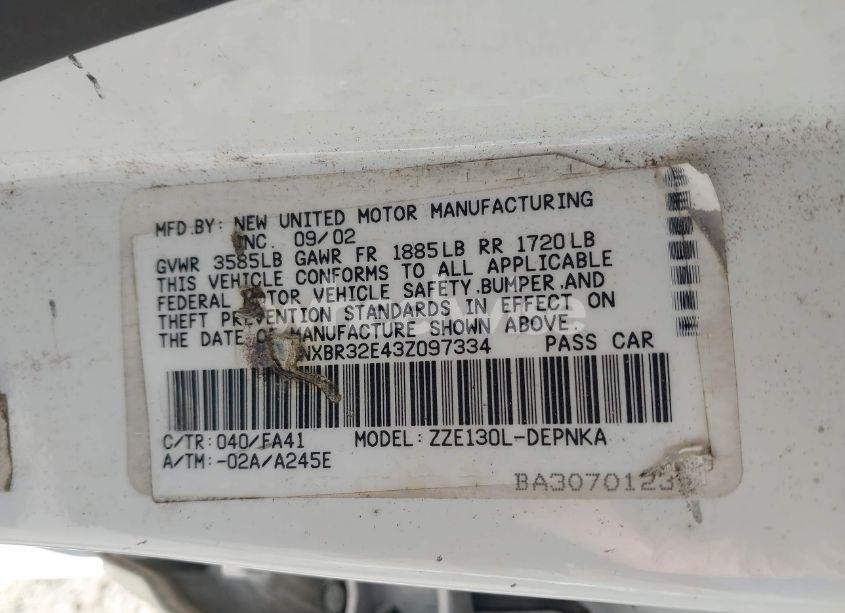 MFD.BY: NEW UNITED MOTOR MANUFACTURING
INC. 09/02
GVWR 3585LB GAWR FR 1885LB RR 1720LB
THIS VEHICLE CONFORMS TO ALL APPLICABLE
FEDERAL MOTOR VEHICLE SAFETY,BUMPER,AND
THEFT PREVENTION STANDARDS IN EFFECT ON
THE DATE OF MANUFACTURE SHOWN ABOVE.
NXBR32E43Z097334 PASS CAR
C/TR: 040/FA41 MODEL: ZZE130L-DEPNKA
A/TM: -02A/A245E
BA3070123